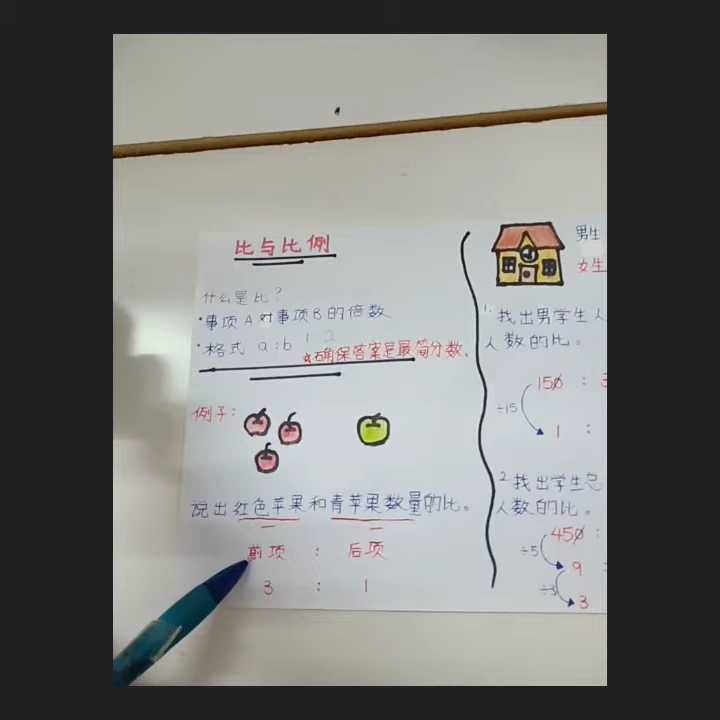 比与比例
什么是比?
·事项A对事项B的倍数
·格式 a:b 1 2
☆确保答案是最简分数.
例子:
说出红色苹果和青苹果数量的比。
前项 : 后项
3 : 1
男生
女生
1. 找出男学生人
人数的比。
150 : 3
÷15
1 :
2 找出学生总
人数的比。
450 :
÷5
9 :
÷3
3